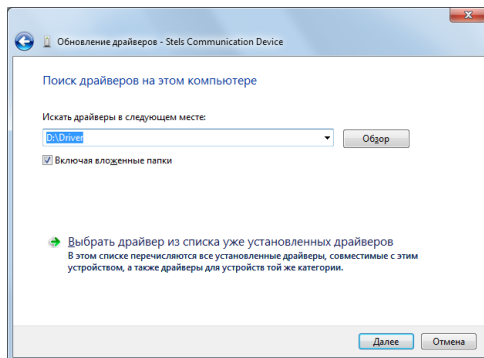 Обновление драйверов - Stels Communication Device
Поиск драйверов на этом компьютере
Искать драйверы в следующем месте:
D:\Driver
Обзор
Включая вложенные папки
Выбрать драйвер из списка уже установленных драйверов
В этом списке перечисляются все установленные драйверы, совместимые с этим
устройством, а также драйверы для устройств той же категории.
Далее
Отмена